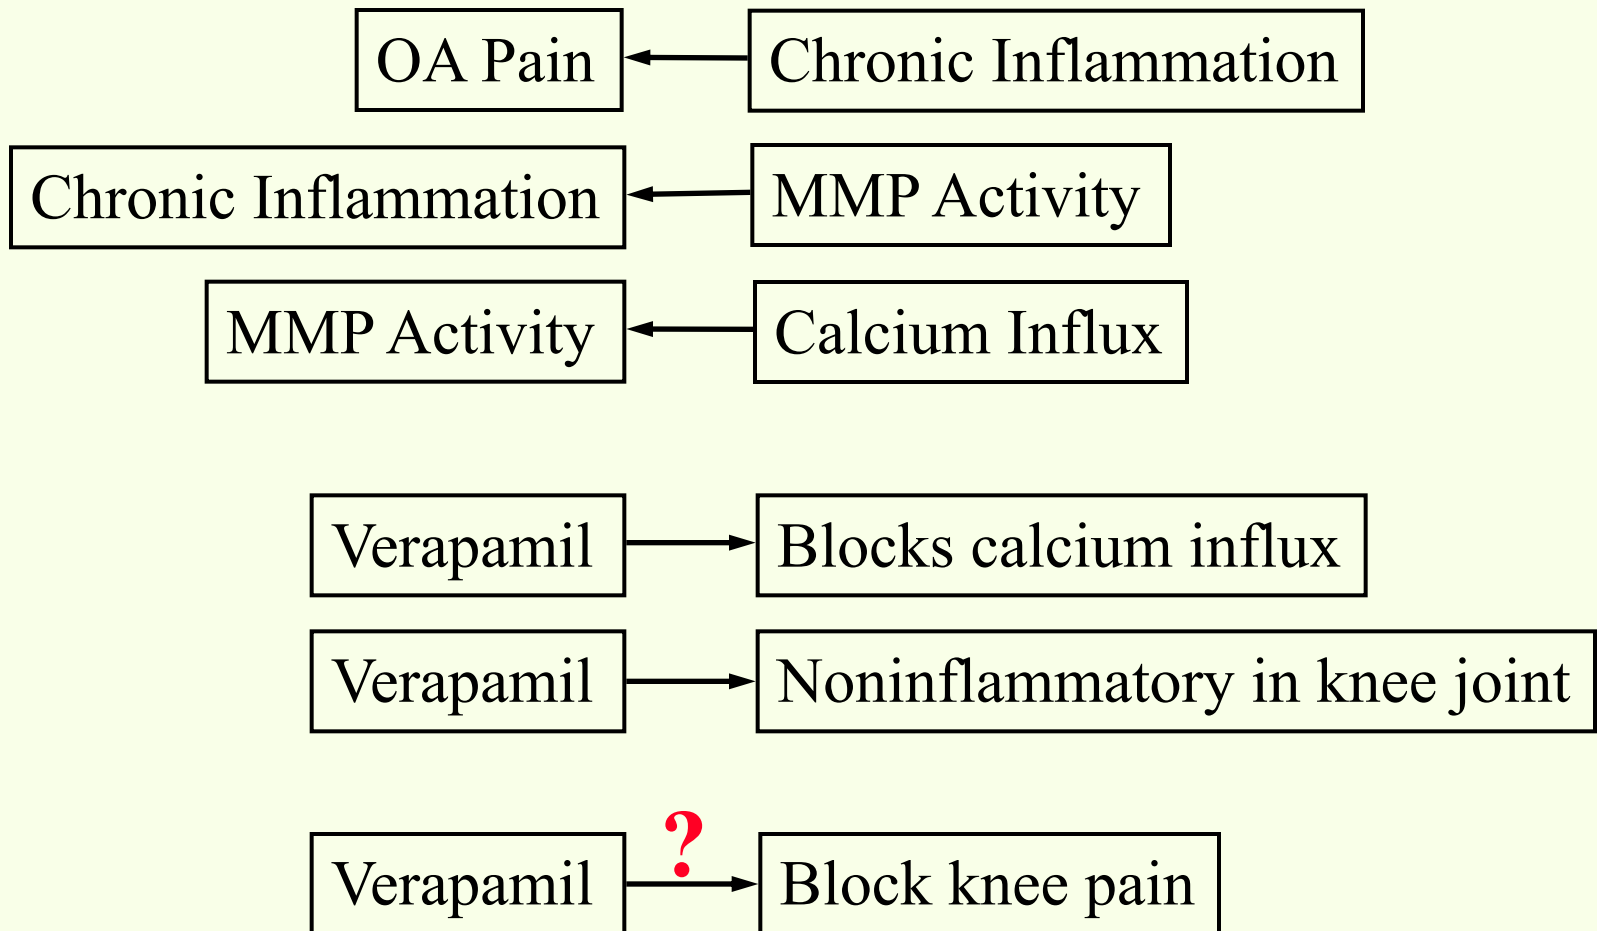 OA Pain Chronic Inflammation
Chronic Inflammation MMP Activity
MMP Activity Calcium Influx
Verapamil Blocks calcium influx
Verapamil Noninflammatory in knee joint
Verapamil ? Block knee pain